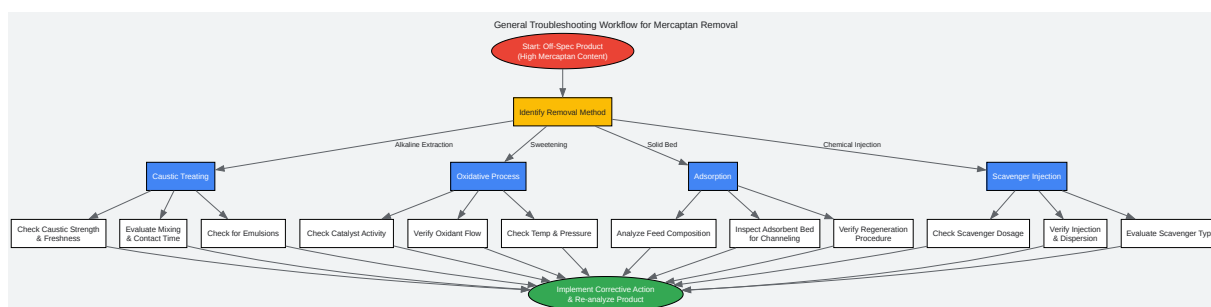 General Troubleshooting Workflow for Mercaptan Removal
Start: Off-Spec Product
(High Mercaptan Content)
Identify Removal Method
Alkaline Extraction
Sweetening
Solid Bed
Chemical Injection
Caustic Treating
Oxidative Process
Adsorption
Scavenger Injection
Check Caustic Strength
& Freshness
Evaluate Mixing
& Contact Time
Check for Emulsions
Check Catalyst Activity
Verify Oxidant Flow
Check Temp & Pressure
Analyze Feed Composition
Inspect Adsorbent Bed
for Channeling
Verify Regeneration
Procedure
Check Scavenger Dosage
Verify Injection
& Dispersion
Evaluate Scavenger Typ
Implement Corrective Action
& Re-analyze Product